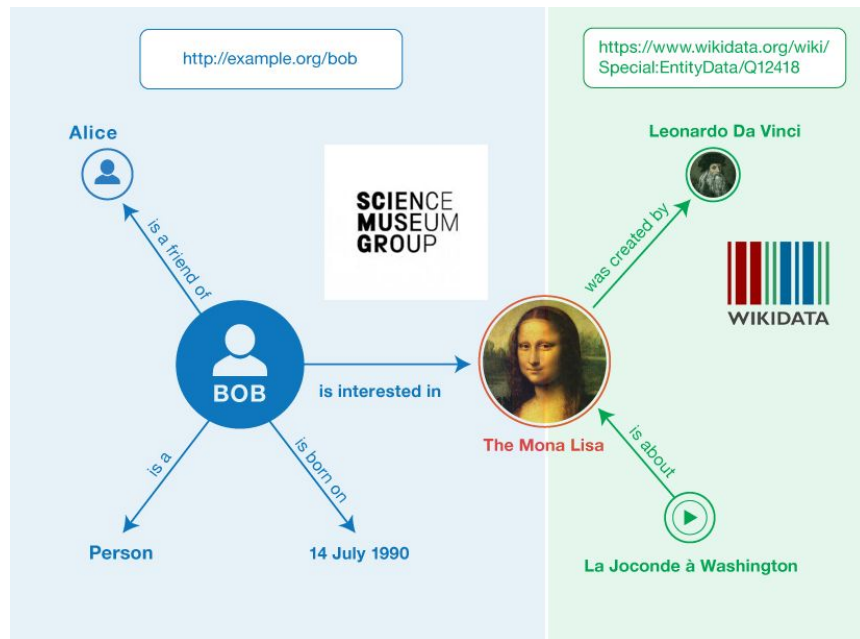 http://example.org/bob
https://www.wikidata.org/wiki/
Special:EntityData/Q12418
Alice
Leonardo Da Vinci
SCIENCE
MUSEUM
GROUP
is a friend of
was created by
WIKIDATA
BOB
is interested in
The Mona Lisa
is a
is born on
is about
Person
14 July 1990
La Joconde à Washington